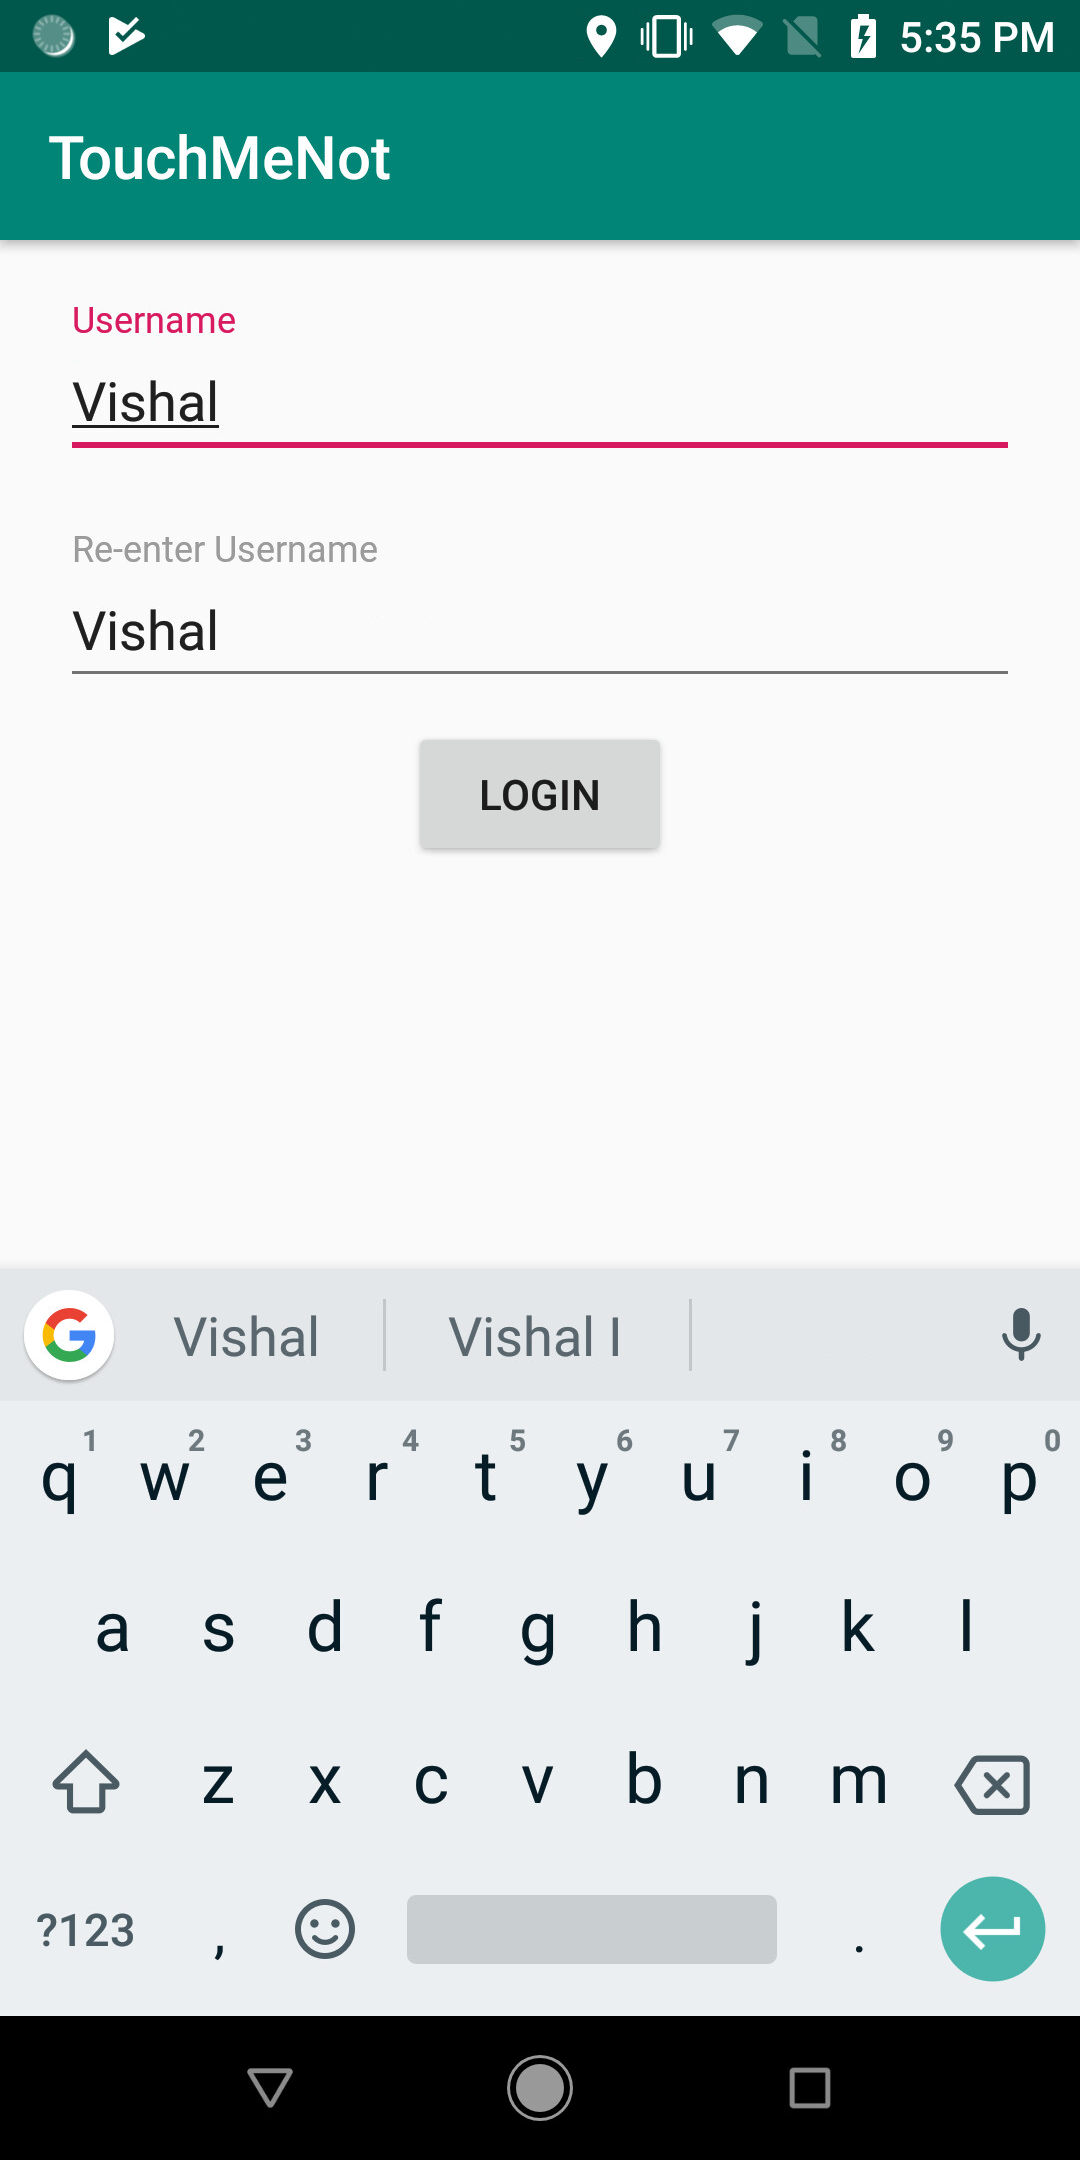 5:35 PM
TouchMeNot
Username
Vishal
Re-enter Username
Vishal
LOGIN
Vishal Vishal I
1 2 3 4 5 6 7 8 9 0
q w e r t y u i o p
a s d f g h j k l
z x c v b n m
?123 , .